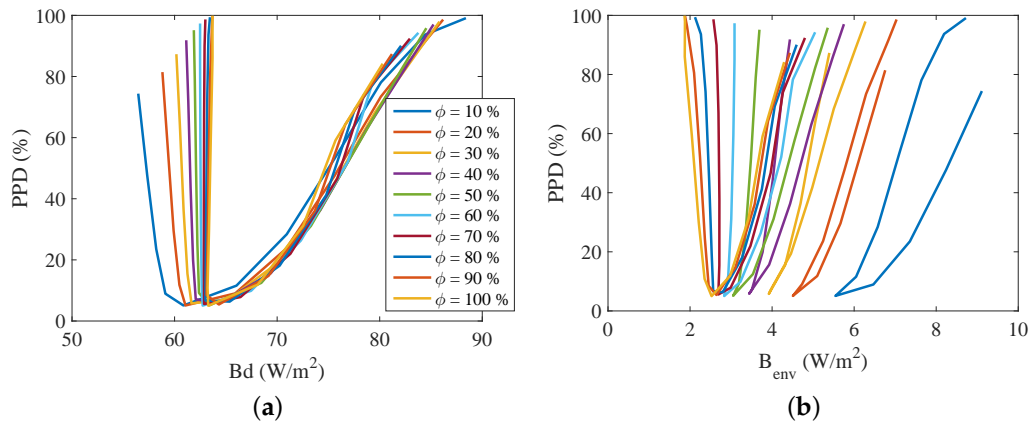 PPD (%)
100
80
60
40
20
0
50
60
70
80
90
Bd (W/m²)
ϕ = 10 %
ϕ = 20 %
ϕ = 30 %
ϕ = 40 %
ϕ = 50 %
ϕ = 60 %
ϕ = 70 %
ϕ = 80 %
ϕ = 90 %
ϕ = 100 %
(a)
PPD (%)
100
80
60
40
20
0
0
2
4
6
8
10
B_env (W/m²)
(b)